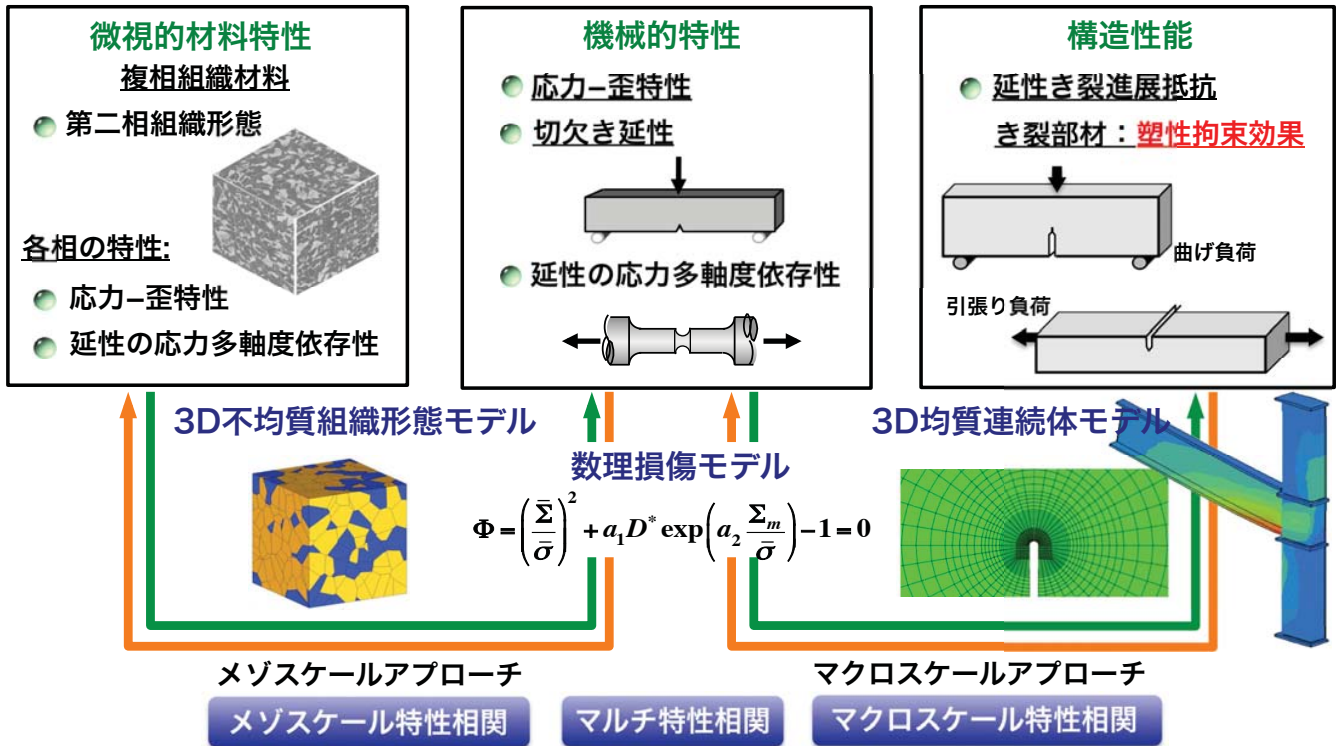 微視的材料特性
複相組織材料
第二相組織形態
各相の特性:
応力–歪特性
延性の応力多軸度依存性
機械的特性
応力–歪特性
切欠き延性
延性の応力多軸度依存性
構造性能
延性き裂進展抵抗
き裂部材：塑性拘束効果
曲げ負荷
引張り負荷
3D不均質組織形態モデル
数理損傷モデル
3D均質連続体モデル
Φ = (Σ̄/σ̄)² + a₁D* exp(a₂ Σₘ/σ̄) − 1 = 0
メゾスケールアプローチ
マクロスケールアプローチ
メゾスケール特性相関
マルチ特性相関
マクロスケール特性相関